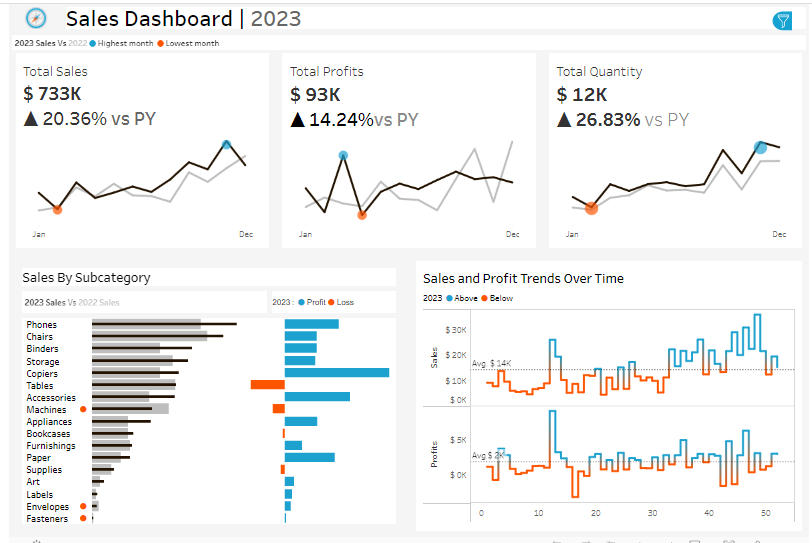 Sales Dashboard | 2023
2023 Sales Vs 2022 Highest month Lowest month
Total Sales
$ 733K
▲ 20.36% vs PY
Jan Dec
Total Profits
$ 93K
▲ 14.24%vs PY
Jan Dec
Total Quantity
$ 12K
▲ 26.83% vs PY
Jan Dec
Sales By Subcategory
2023 Sales Vs 2022 Sales
2023 : Profit Loss
Phones
Chairs
Binders
Storage
Copiers
Tables
Accessories
Machines
Appliances
Bookcases
Furnishings
Paper
Supplies
Art
Labels
Envelopes
Fasteners
Sales and Profit Trends Over Time
2023 Above Below
Sales
$ 30K
$ 20K
Avg. $ 14K
$ 10K
$ 0K
Profits
$ 5K
Avg $ 2K
$ 0K
0 10 20 30 40 50